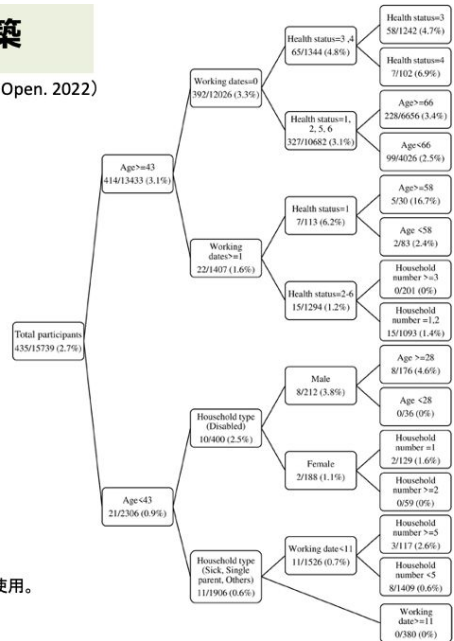 築
Open. 2022）
Health status=3
58/1242 (4.7%)
Health status=3 ,4
65/1344 (4.8%)
Health status=4
7/102 (6.9%)
Working dates=0
392/12026 (3.3%)
Age>=66
228/6656 (3.4%)
Health status=1,
2, 5, 6
327/10682 (3.1%)
Age<66
99/4026 (2.5%)
Age>=43
414/13433 (3.1%)
Age>=58
5/30 (16.7%)
Health status=1
7/113 (6.2%)
Age <58
2/83 (2.4%)
Working
dates>=1
22/1407 (1.6%)
Household
number >=3
0/201 (0%)
Health status=2-6
15/1294 (1.2%)
Household
number =1,2
15/1093 (1.4%)
Total participants
435/15739 (2.7%)
Age >=28
8/176 (4.6%)
Male
8/212 (3.8%)
Age <28
0/36 (0%)
Household type
(Disabled)
10/400 (2.5%)
Household
number =1
2/129 (1.6%)
Female
2/188 (1.1%)
Household
number >=2
0/59 (0%)
Age<43
21/2306 (0.9%)
Household
number >=5
3/117 (2.6%)
Working date<11
11/1526 (0.7%)
Household
number <5
8/1409 (0.6%)
Household type
(Sick, Single
parent, Others)
11/1906 (0.6%)
Working
date>=11
0/380 (0%)
使用。